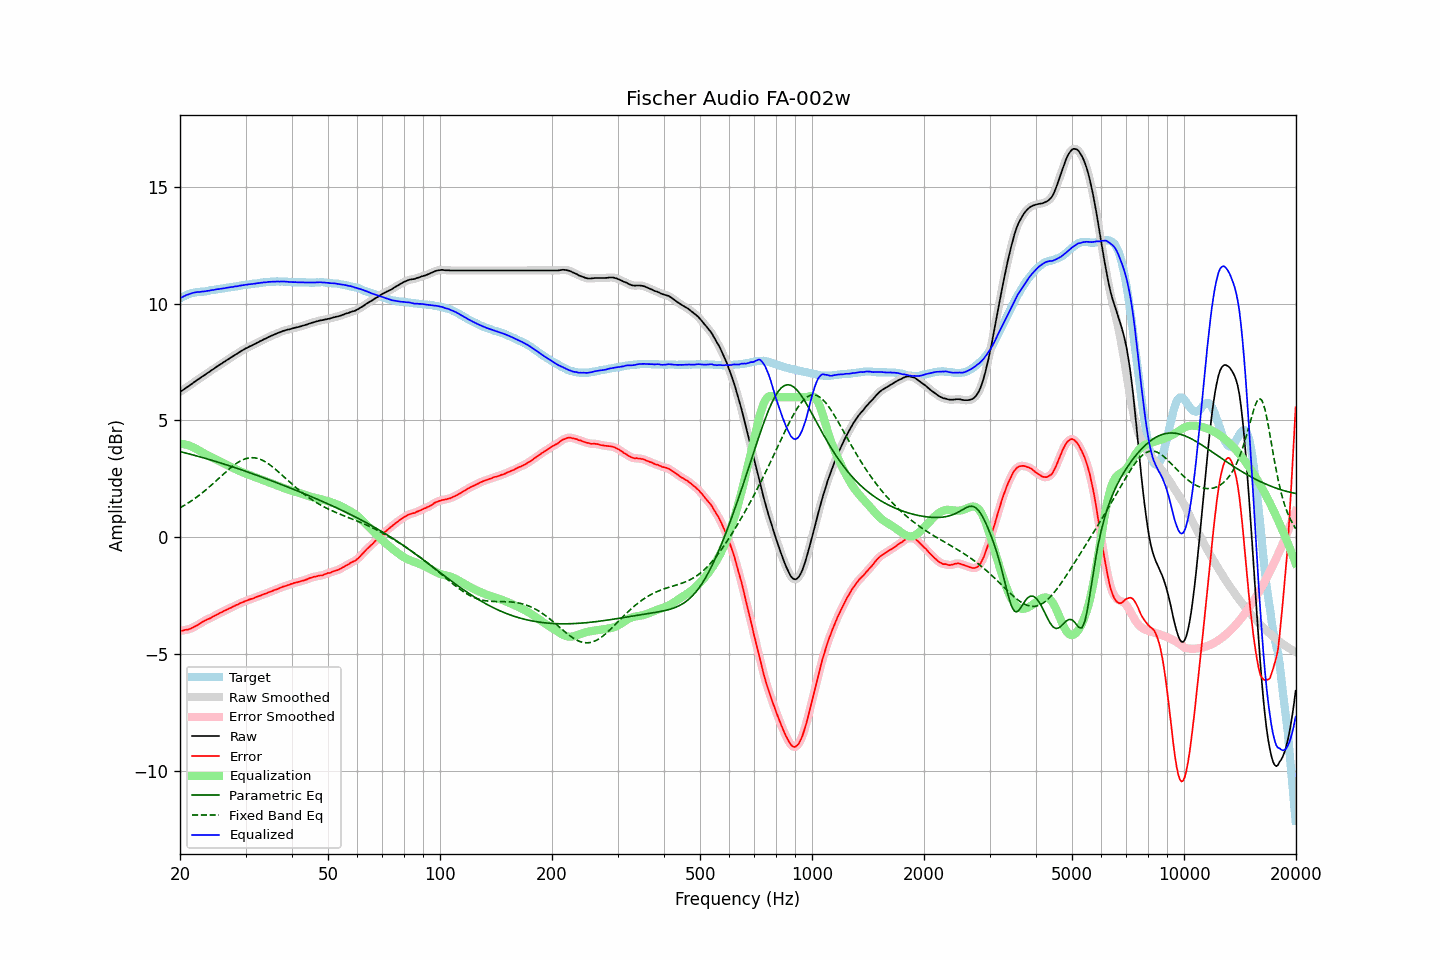 Fischer Audio FA-002w
Amplitude (dBr)
15
10
5
0
−5
−10
Target
Raw Smoothed
Error Smoothed
Raw
Error
Equalization
Parametric Eq
Fixed Band Eq
Equalized
20 50 100 200 500 1000 2000 5000 10000 20000
Frequency (Hz)